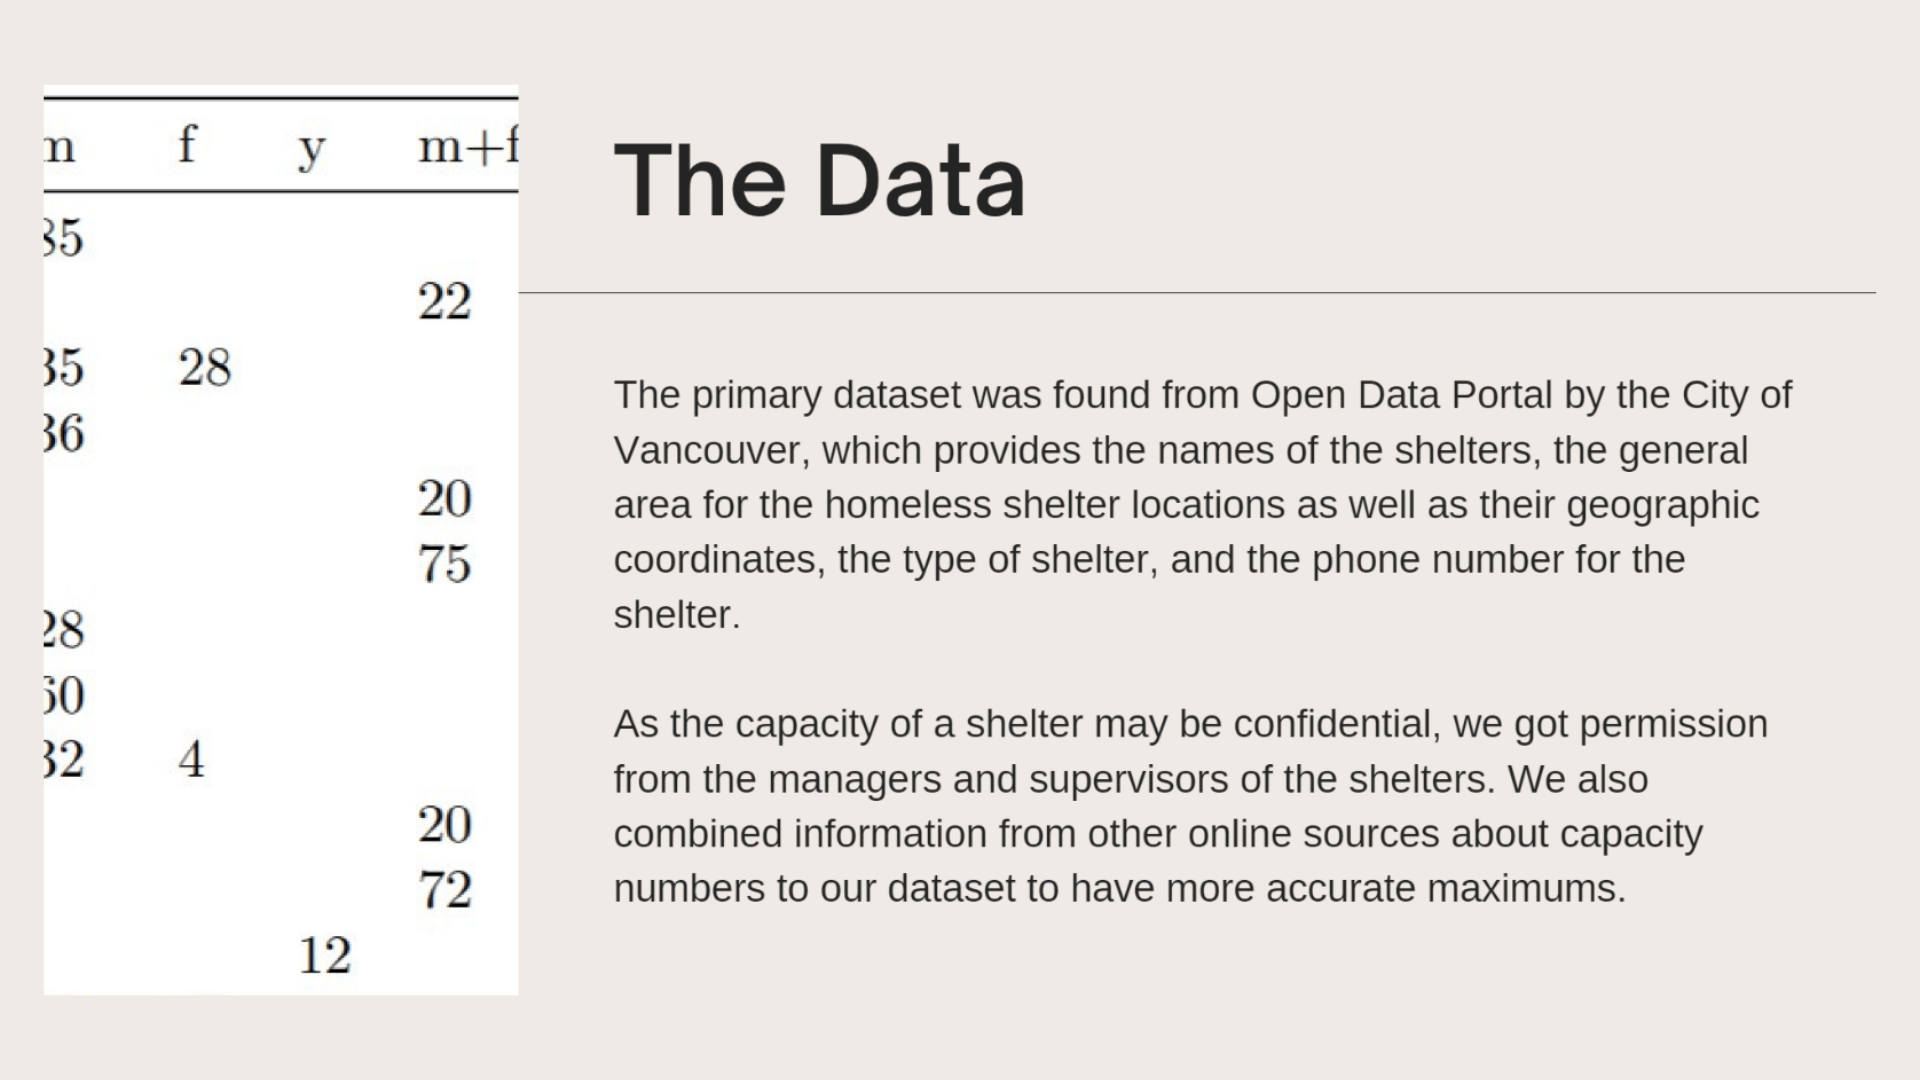 m f y m+f
85
22
35 28
36
20
75
28
32 4
20
72
12
The Data
The primary dataset was found from Open Data Portal by the City of
Vancouver, which provides the names of the shelters, the general
area for the homeless shelter locations as well as their geographic
coordinates, the type of shelter, and the phone number for the
shelter.
As the capacity of a shelter may be confidential, we got permission
from the managers and supervisors of the shelters. We also
combined information from other online sources about capacity
numbers to our dataset to have more accurate maximums.